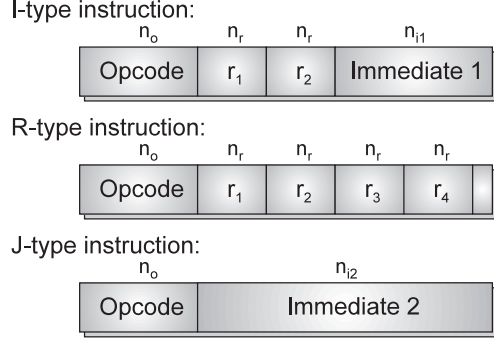 I-type instruction:
nₒ nᵣ nᵣ nᵢ₁
Opcode r₁ r₂ Immediate 1
R-type instruction:
nₒ nᵣ nᵣ nᵣ nᵣ
Opcode r₁ r₂ r₃ r₄
J-type instruction:
nₒ nᵢ₂
Opcode Immediate 2